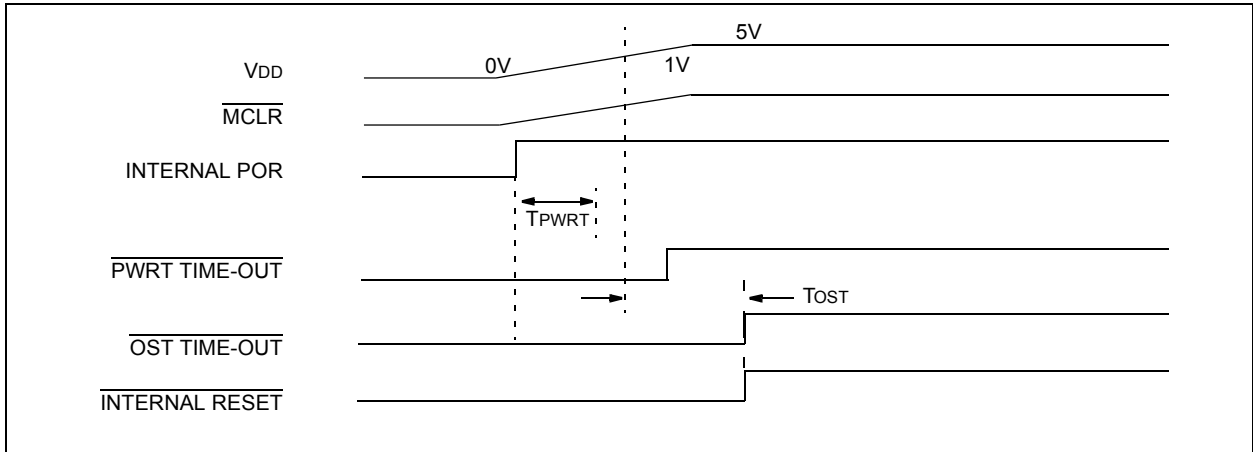 5V
VDD 0V 1V
MCLR
INTERNAL POR
TPWRT
PWRT TIME-OUT
TOST
OST TIME-OUT
INTERNAL RESET